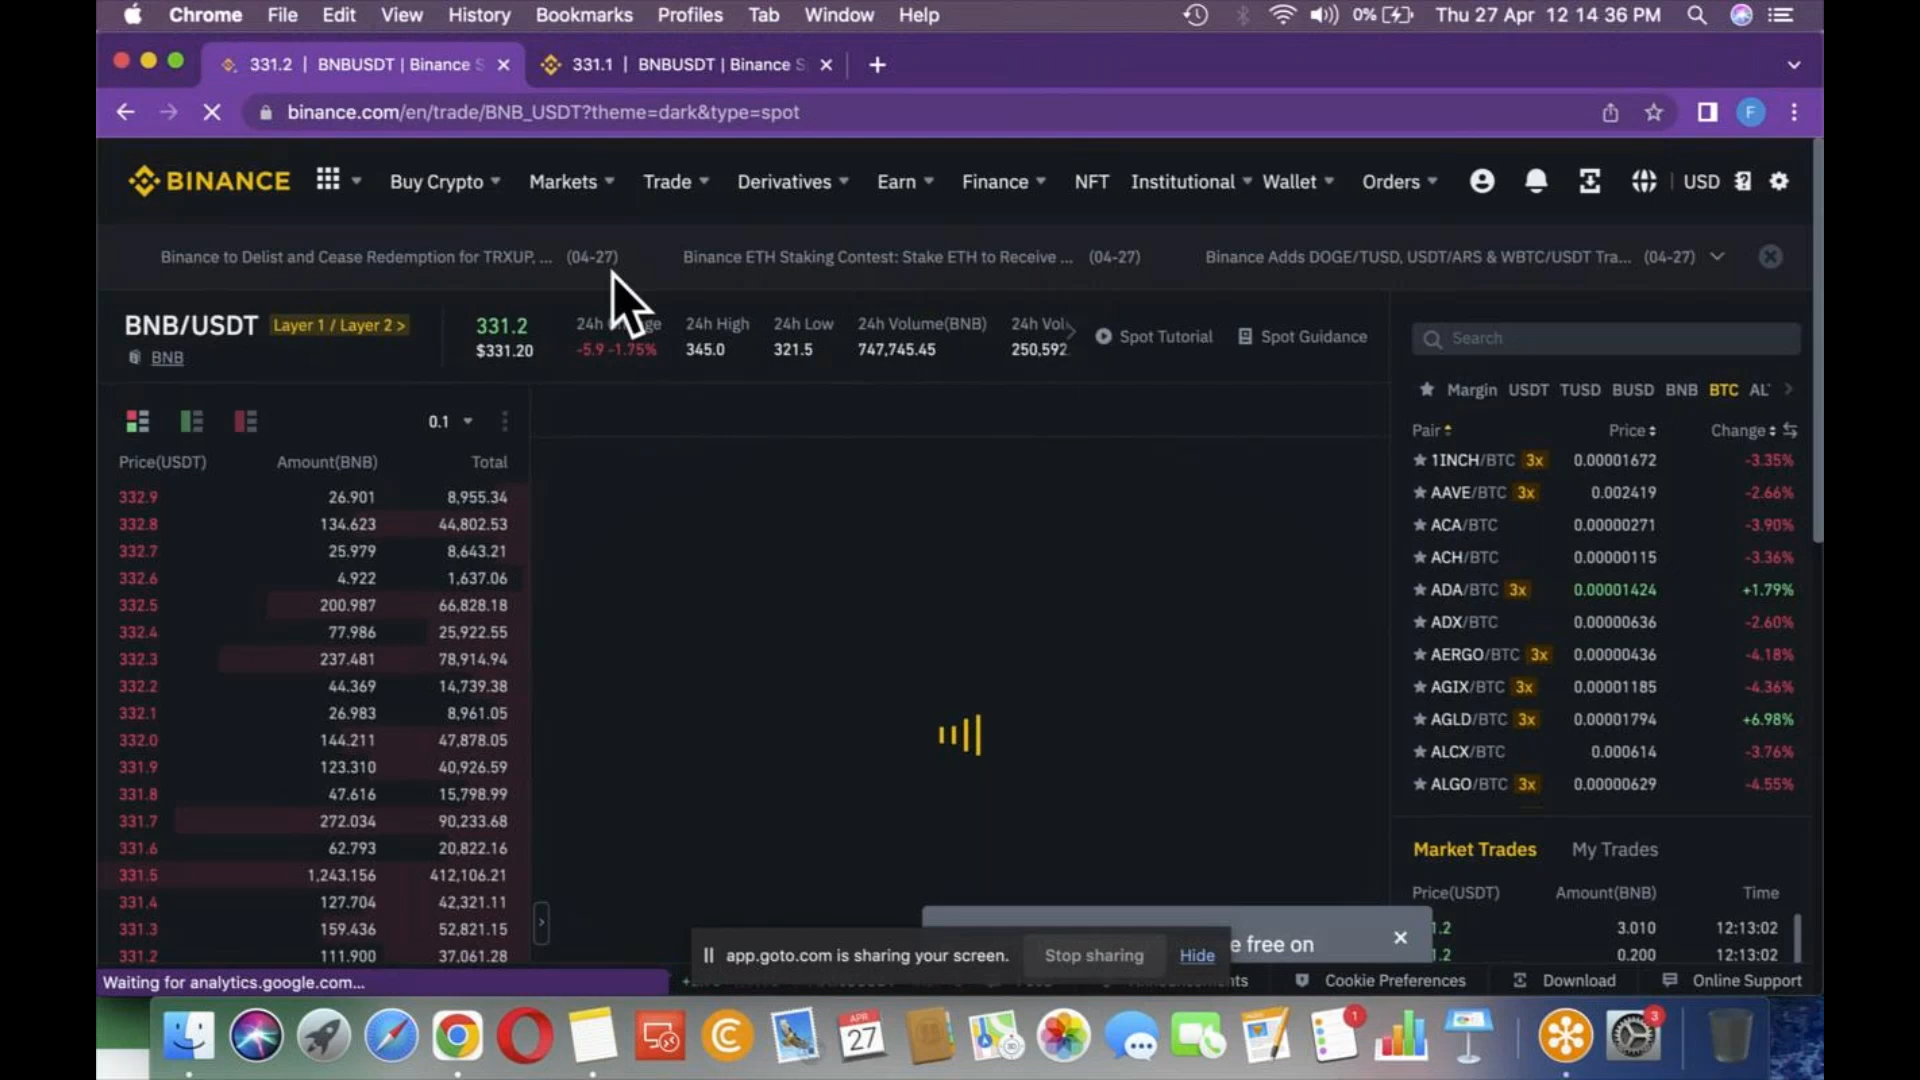 Chrome File Edit View History Bookmarks Profiles Tab Window Help 0% Thu 27 Apr 12 14 36 PM
331.2 | BNBUSDT | Binance S 331.1 | BNBUSDT | Binance S
binance.com/en/trade/BNB_USDT?theme=dark&type=spot F
BINANCE Buy Crypto Markets Trade Derivatives Earn Finance NFT Institutional Wallet Orders USD
Binance to Delist and Cease Redemption for TRXUP, ... (04-27) Binance ETH Staking Contest: Stake ETH to Receive ... (04-27) Binance Adds DOGE/TUSD, USDT/ARS & WBTC/USDT Tra... (04-27)
BNB/USDT Layer 1 / Layer 2 > 331.2 24h 24h High 24h Low 24h Volume(BNB) 24h Vol
BNB $331.20 -5.9 -1.75% 345.0 321.5 747,745.45 250,592
Spot Tutorial Spot Guidance
Search
Margin USDT TUSD BUSD BNB BTC AL
0.1
Pair Price Change
Price(USDT) Amount(BNB) Total
332.9 26.901 8,955.34
332.8 134.623 44,802.53
332.7 25.979 8,643.21
332.6 4.922 1,637.06
332.5 200.987 66,828.18
332.4 77.986 25,922.55
332.3 237.481 78,914.94
332.2 44.369 14,739.38
332.1 26.983 8,961.05
332.0 144.211 47,878.05
331.9 123.310 40,926.59
331.8 47.616 15,798.99
331.7 272.034 90,233.68
331.6 62.793 20,822.16
331.5 1,243.156 412,106.21
331.4 127.704 42,321.11
331.3 159.436 52,821.15
331.2 111.900 37,061.28
1INCH/BTC 3x 0.00001672 -3.35%
AAVE/BTC 3x 0.002419 -2.66%
ACA/BTC 0.00000271 -3.90%
ACH/BTC 0.00000115 -3.36%
ADA/BTC 3x 0.00001424 +1.79%
ADX/BTC 0.00000636 -2.60%
AERGO/BTC 3x 0.00000436 -4.18%
AGIX/BTC 3x 0.00001185 -4.36%
AGLD/BTC 3x 0.00001794 +6.98%
ALCX/BTC 0.000614 -3.76%
ALGO/BTC 3x 0.00000629 -4.55%
Market Trades My Trades
Price(USDT) Amount(BNB) Time
1.2 3.010 12:13:02
1.2 0.200 12:13:02
e free on
app.goto.com is sharing your screen. Stop sharing Hide
Waiting for analytics.google.com...
Cookie Preferences Download Online Support
APR
27
1
3